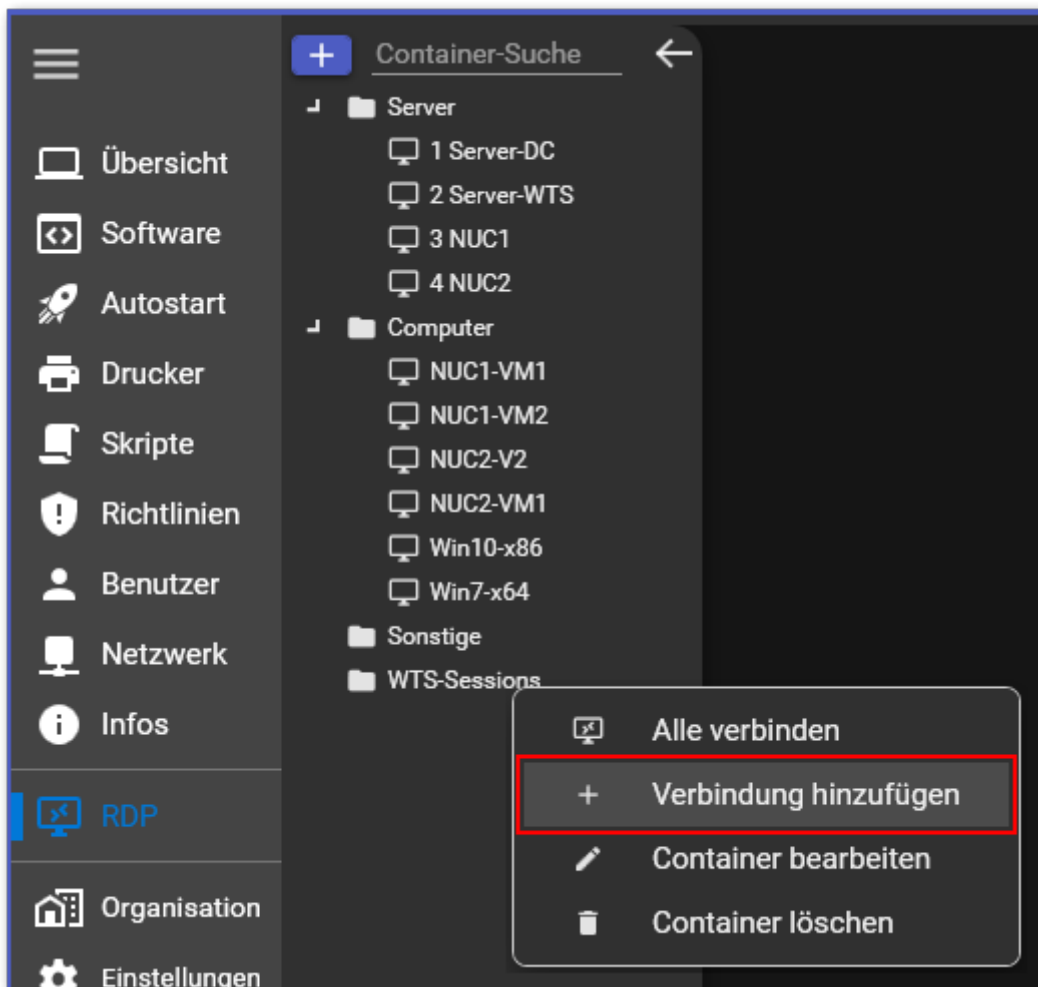 Übersicht
Software
Autostart
Drucker
Skripte
Richtlinien
Benutzer
Netzwerk
Infos
RDP
Organisation
Einstellungen
Container-Suche
Server
1 Server-DC
2 Server-WTS
3 NUC1
4 NUC2
Computer
NUC1-VM1
NUC1-VM2
NUC2-V2
NUC2-VM1
Win10-x86
Win7-x64
Sonstige
WTS-Sessions
Alle verbinden
Verbindung hinzufügen
Container bearbeiten
Container löschen